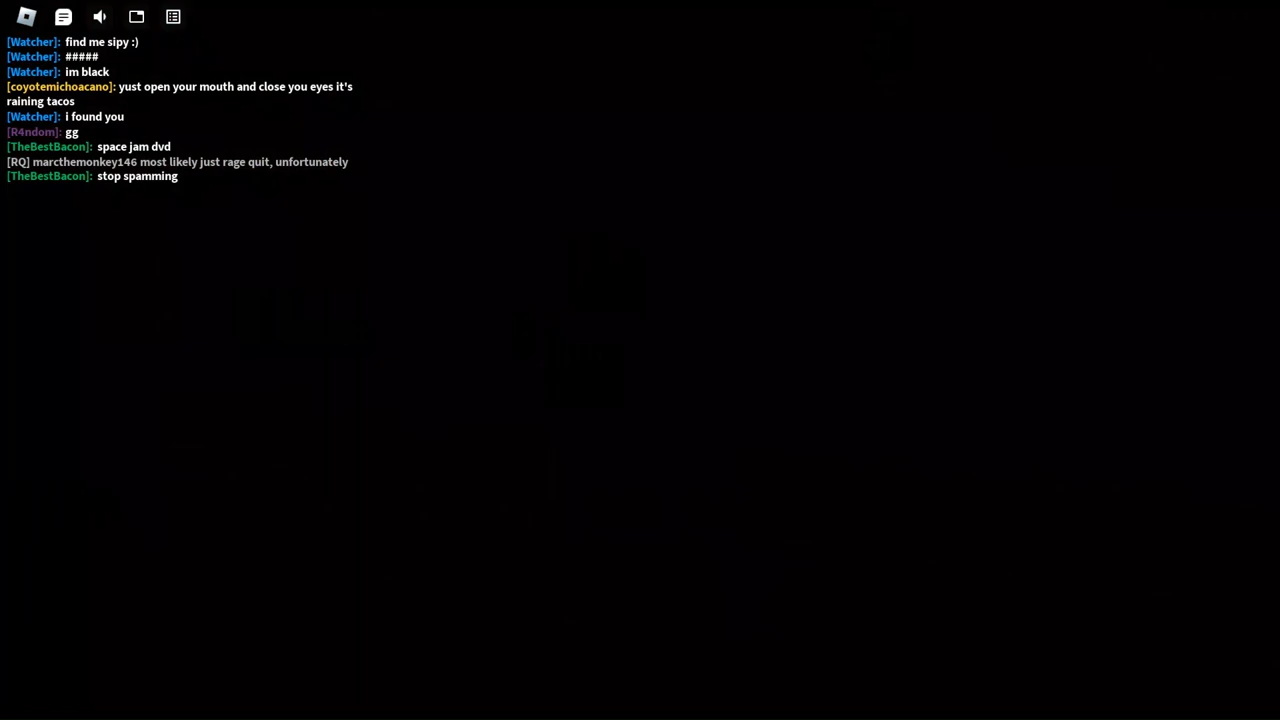 [Watcher]: find me sipy :)
[Watcher]: #####
[Watcher]: im black
[coyotemichoacano]: yust open your mouth and close you eyes it's
raining tacos
[Watcher]: i found you
[R4ndom]: gg
[TheBestBacon]: space jam dvd
[RQ] marcthemonkey146 most likely just rage quit, unfortunately
[TheBestBacon]: stop spamming